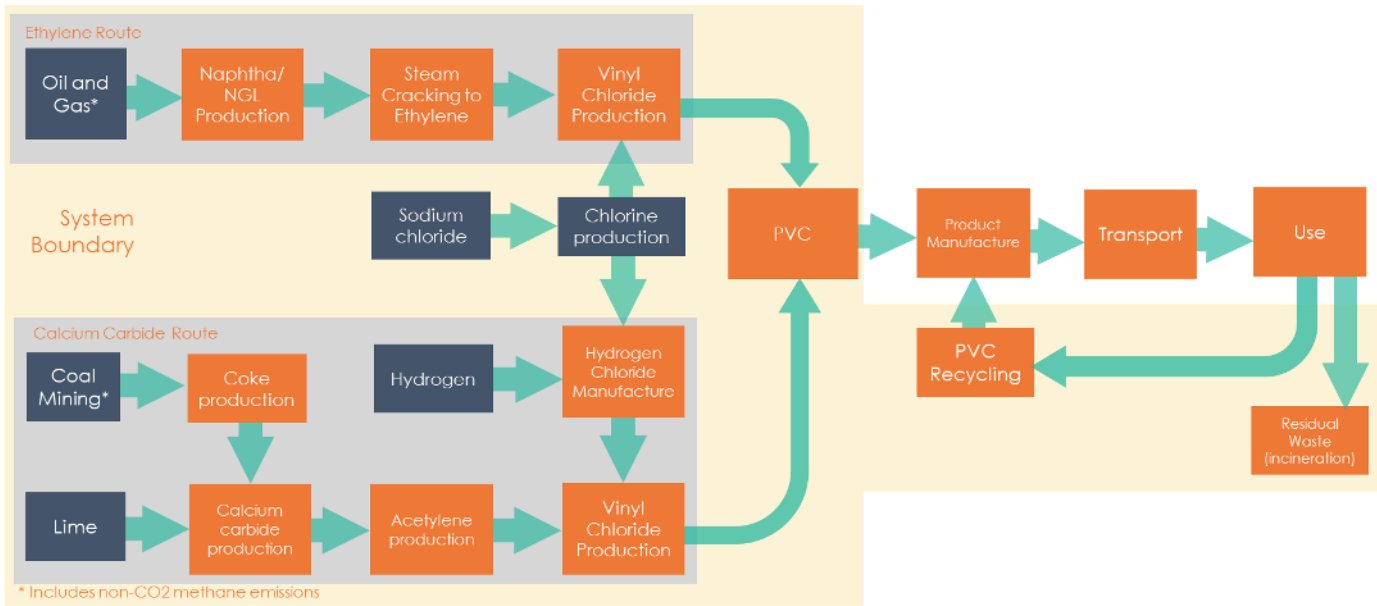 Ethylene Route
Oil and
Gas*
Naphtha/
NGL
Production
Steam
Cracking to
Ethylene
Vinyl
Chloride
Production
System
Boundary
Sodium
chloride
Chlorine
production
PVC
Product
Manufacture
Transport
Use
Calcium Carbide Route
Coal
Mining*
Coke
production
Hydrogen
Hydrogen
Chloride
Manufacture
PVC
Recycling
Residual
Waste
(incineration)
Lime
Calcium
carbide
production
Acetylene
production
Vinyl
Chloride
Production
* Includes non-CO2 methane emissions